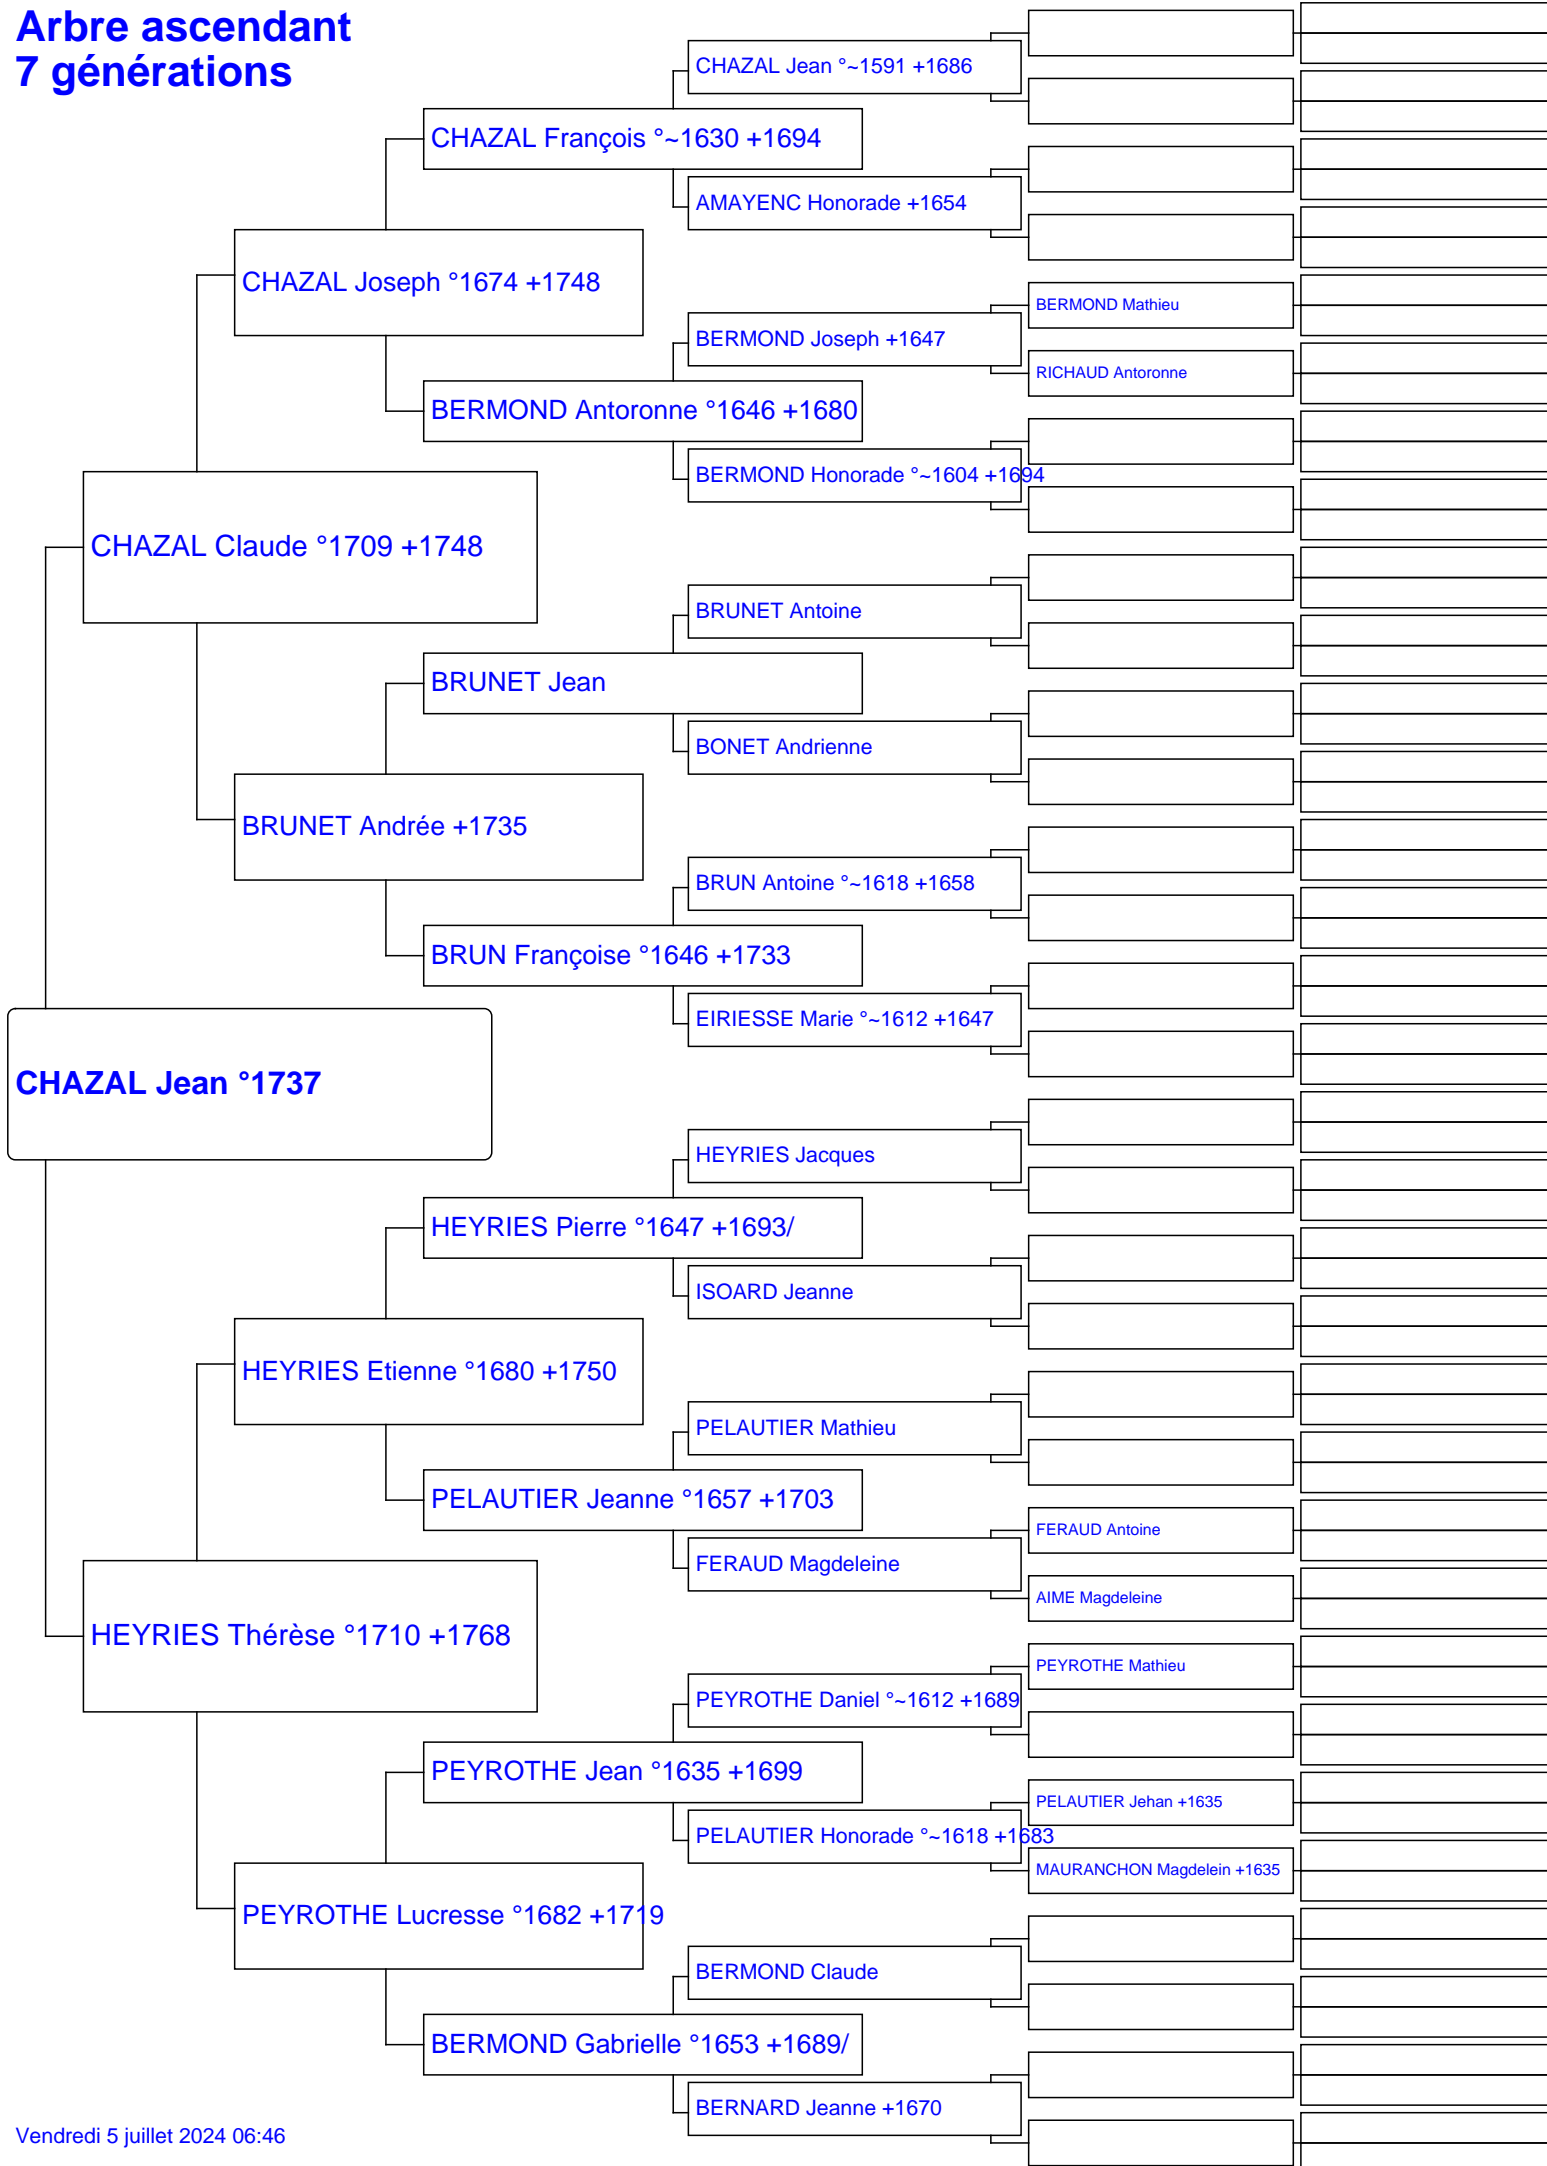 Arbre ascendant
7 générations
CHAZAL Jean °~1591 +1686
CHAZAL François °~1630 +1694
AMAYENC Honorade +1654
CHAZAL Joseph °1674 +1748
BERMOND Mathieu
BERMOND Joseph +1647
RICHAUD Antoronne
BERMOND Antoronne °1646 +1680
BERMOND Honorade °~1604 +1694
CHAZAL Claude °1709 +1748
BRUNET Antoine
BRUNET Jean
BONET Andrienne
BRUNET Andrée +1735
BRUN Antoine °~1618 +1658
BRUN Françoise °1646 +1733
EIRIESSE Marie °~1612 +1647
CHAZAL Jean °1737
HEYRIES Jacques
HEYRIES Pierre °1647 +1693/
ISOARD Jeanne
HEYRIES Etienne °1680 +1750
PELAUTIER Mathieu
PELAUTIER Jeanne °1657 +1703
FERAUD Antoine
FERAUD Magdeleine
AIME Magdeleine
HEYRIES Thérèse °1710 +1768
PEYROTHE Mathieu
PEYROTHE Daniel °~1612 +1689
PEYROTHE Jean °1635 +1699
PELAUTIER Jehan +1635
PELAUTIER Honorade °~1618 +1683
MAURANCHON Magdelein +1635
PEYROTHE Lucresse °1682 +1719
BERMOND Claude
BERMOND Gabrielle °1653 +1689/
BERNARD Jeanne +1670
Vendredi 5 juillet 2024 06:46